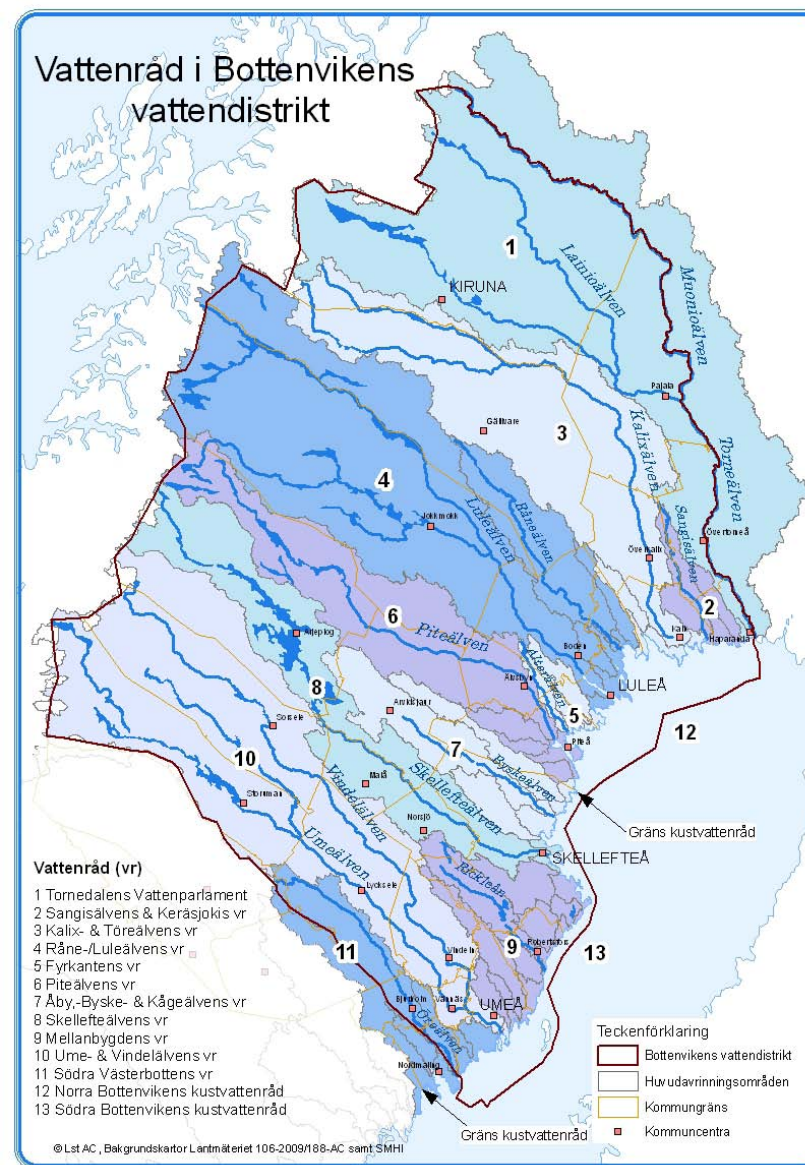 Vattenråd i Bottenvikens
vattendistrikt
1
Lainioälven
Muonioälven
KIRUNA
Pajala
Gällivare
3
Kalixälven
Torneälven
4
Råneälven
Luleälven
Jokkmokk
Sangisälven
Övertorneå
Överkalix
2
Kalix
Haparanda
6
Piteälven
Arjeplog
Boden
Älvsbyn
Alterälven
LULEÅ
5
8
Arvidsjaur
Piteå
12
Sorsele
7
Byskeälven
10
Vindelälven
Malå
Skellefteälven
Storuman
Norsjö
Gräns kustvattenråd
SKELLEFTEÅ
Umeälven
Rickleån
Lycksele
Vattenråd (vr)
1 Tornedalens Vattenparlament
2 Sangisälvens & Keräsjokis vr
3 Kalix- & Töreälvens vr
4 Råne-/Luleälvens vr
5 Fyrkantens vr
6 Piteälvens vr
7 Åby,-Byske- & Kågeälvens vr
8 Skellefteälvens vr
9 Mellanbygdens vr
10 Ume- & Vindelälvens vr
11 Södra Västerbottens vr
12 Norra Bottenvikens kustvattenråd
13 Södra Bottenvikens kustvattenråd
11
9
Robertsfors
13
Vindeln
Bjurholm
Vännäs
UMEÅ
Öreälven
Nordmaling
Gräns kustvattenråd
Teckenförklaring
Bottenvikens vattendistrikt
Huvudavrinningsområden
Kommungräns
Kommuncentra
© Lst AC, Bakgrundskartor Lantmäteriet 106-2009/188-AC samt SMHI